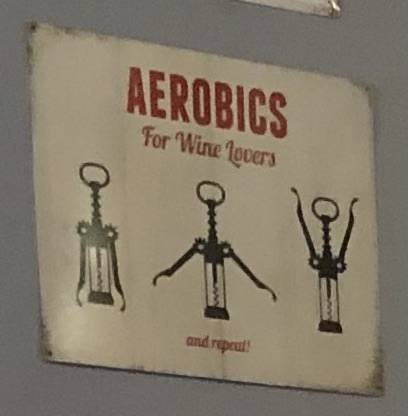 AEROBICS
For Wine Lovers
and repeat!